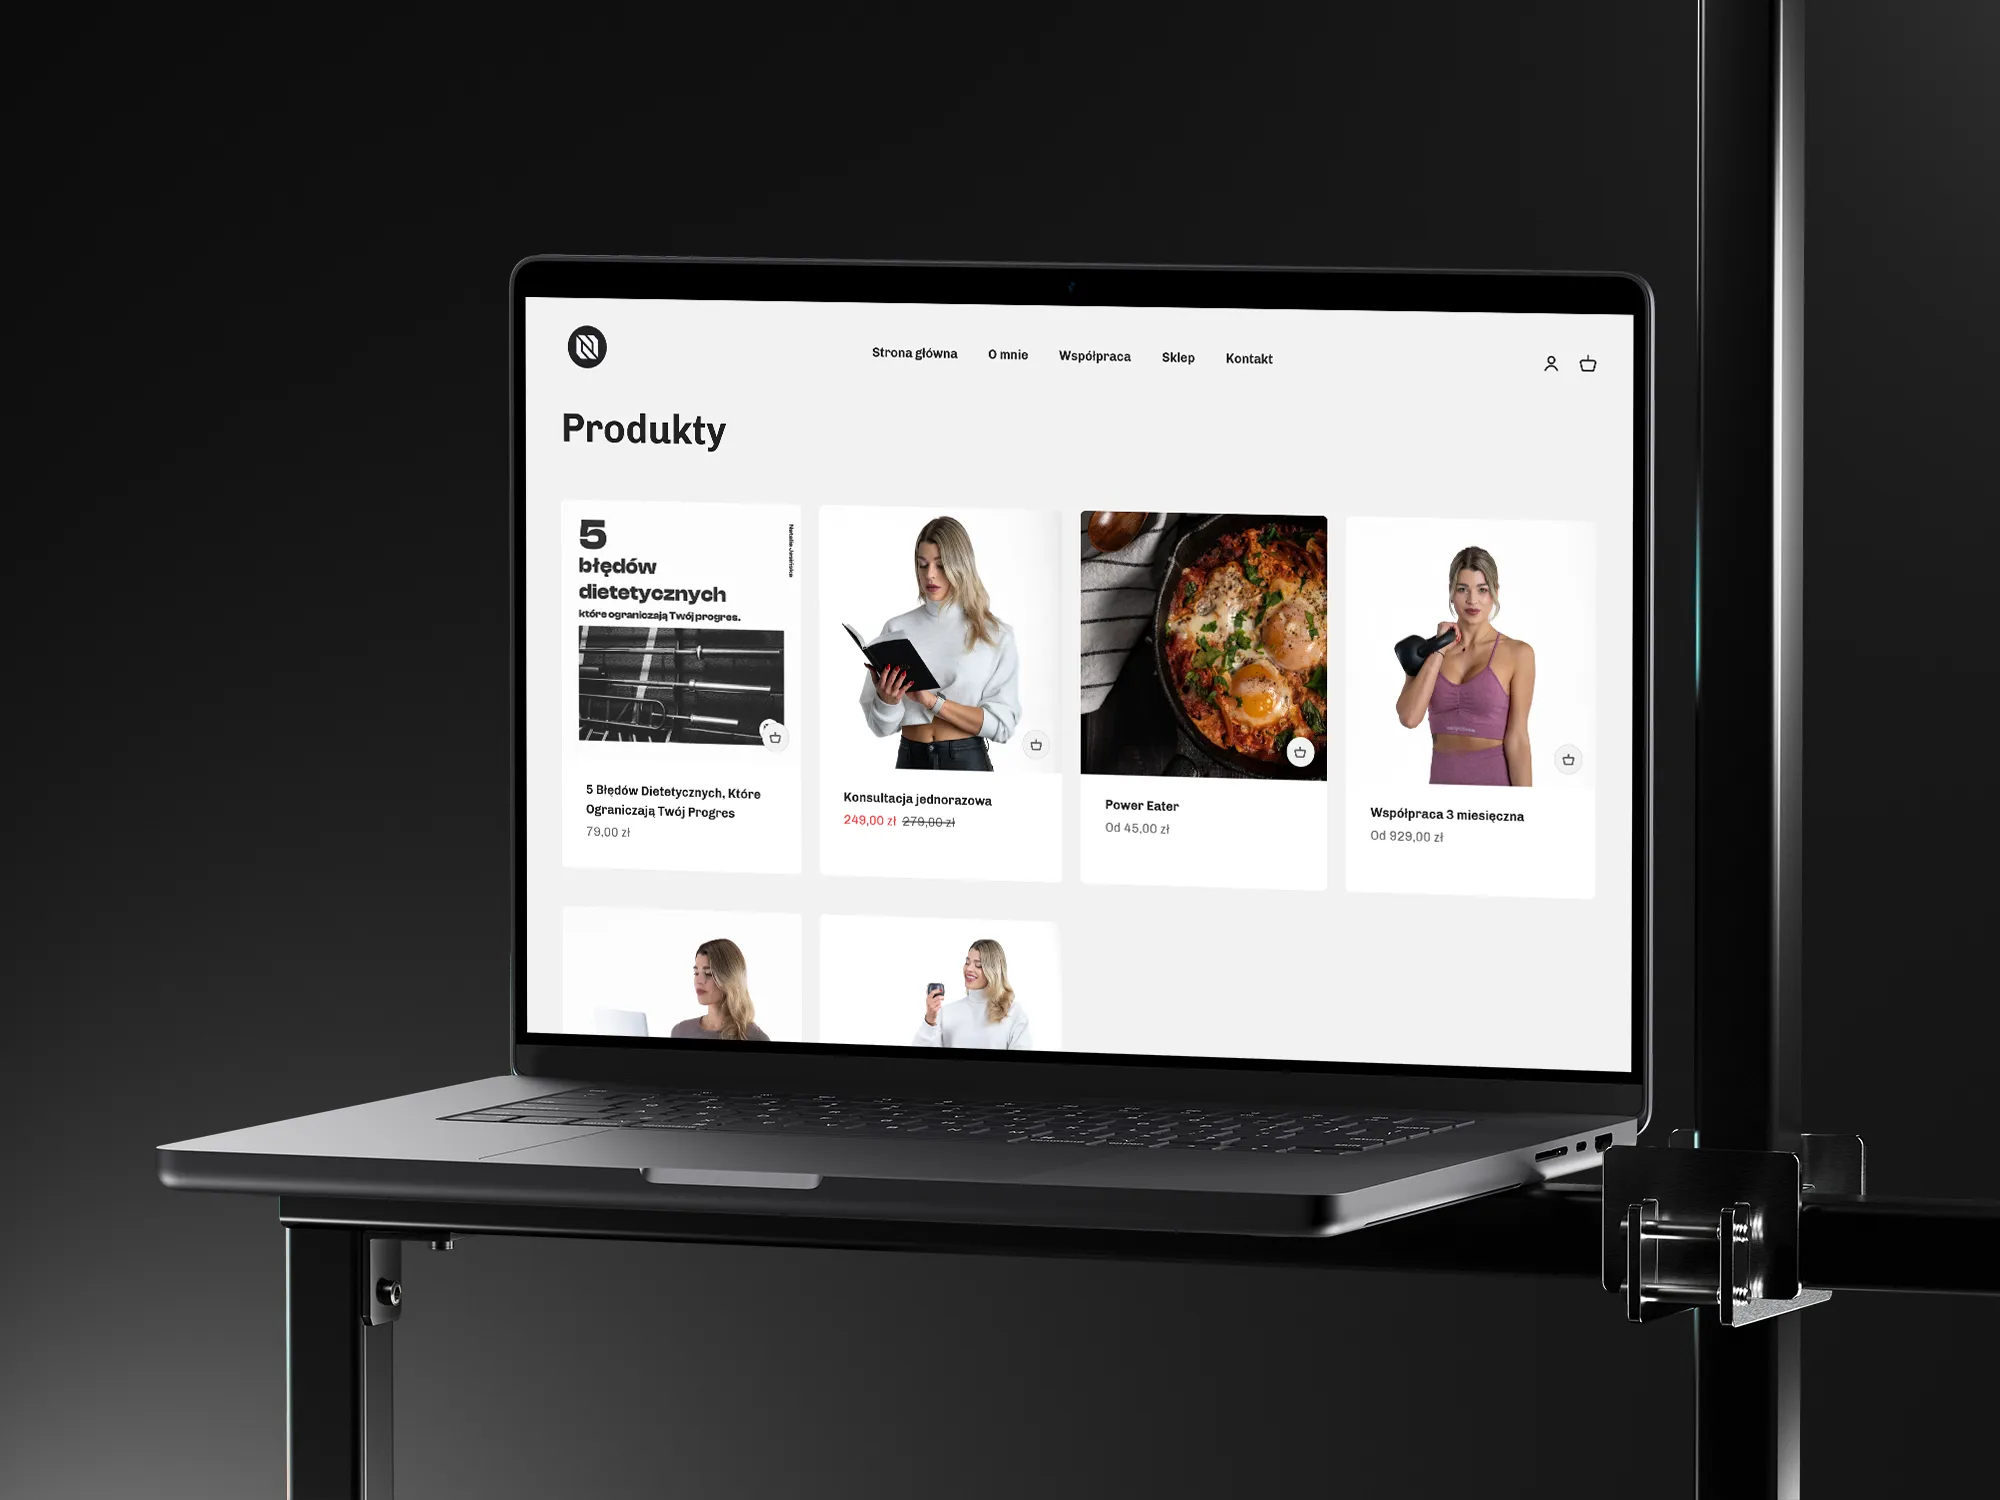 Strona główna
O mnie
Współpraca
Sklep
Kontakt
Produkty
5
błędów
dietetycznych
które ograniczają Twój progres.
5 Błędów Dietetycznych, Które
Ograniczają Twój Progres
79,00 zł
Konsultacja jednorazowa
249,00 zł 279,00 zł
Power Eater
Od 45,00 zł
Współpraca 3 miesięczna
Od 929,00 zł